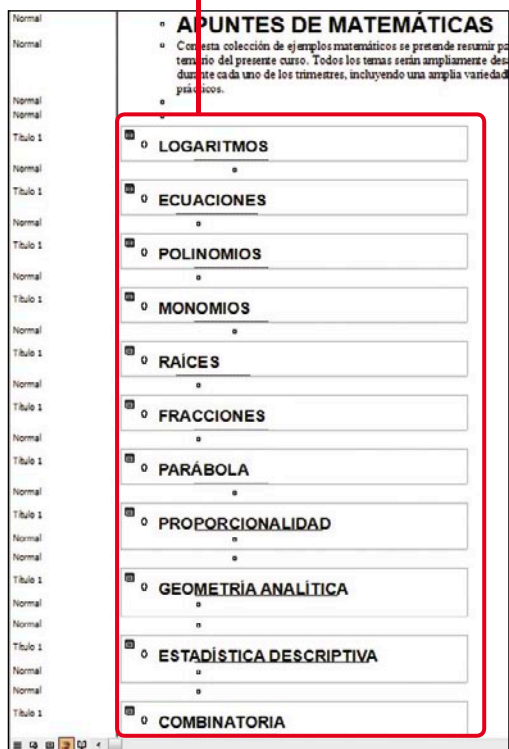 Normal
APUNTES DE MATEMÁTICAS
Normal
Con esta colección de ejemplos matemáticos se pretende resumir pa
temario del presente curso. Todos los temas serán ampliamente des
durante cada uno de los trimestres, incluyendo una amplia variedad
prácticos.
Normal
Normal
Título 1
LOGARITMOS
Normal
Título 1
ECUACIONES
Normal
Título 1
POLINOMIOS
Normal
Título 1
MONOMIOS
Normal
Título 1
RAÍCES
Normal
Título 1
FRACCIONES
Normal
Título 1
PARÁBOLA
Normal
Título 1
PROPORCIONALIDAD
Normal
Normal
Título 1
GEOMETRÍA ANALÍTICA
Normal
Normal
Título 1
ESTADÍSTICA DESCRIPTIVA
Normal
Normal
Título 1
COMBINATORIA